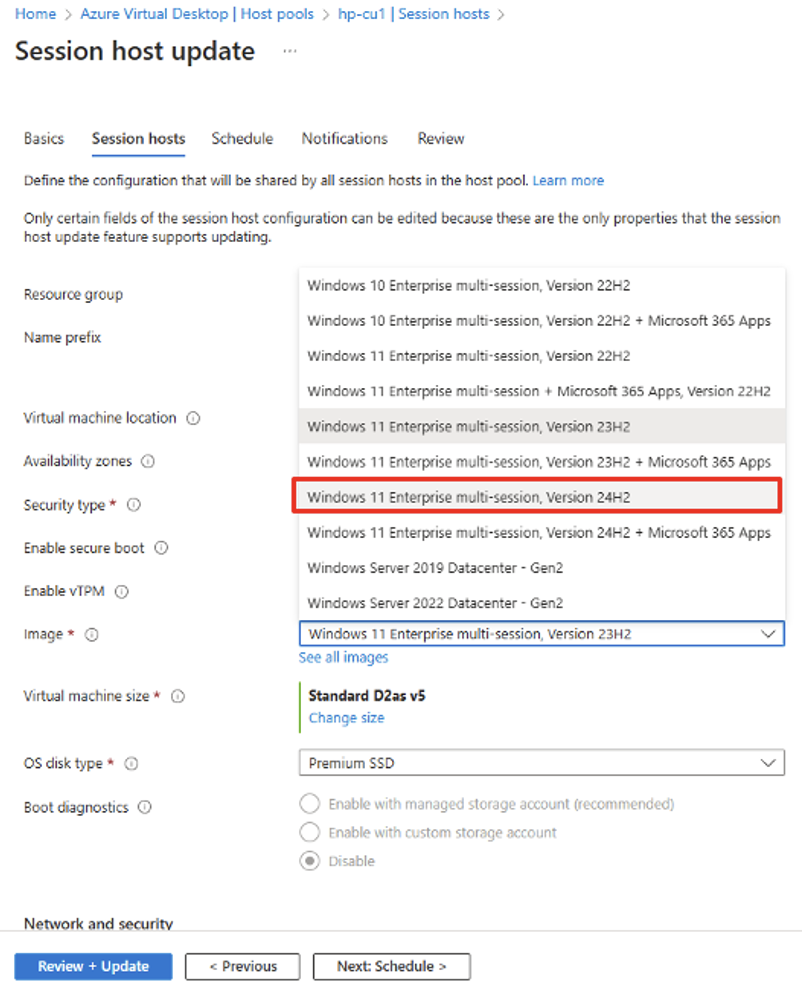 Home > Azure Virtual Desktop | Host pools > hp-cu1 | Session hosts >
Session host update ...
Basics Session hosts Schedule Notifications Review
Define the configuration that will be shared by all session hosts in the host pool. Learn more
Only certain fields of the session host configuration can be edited because these are the only properties that the session
host update feature supports updating.
Resource group
Name prefix
Virtual machine location
Availability zones
Security type *
Enable secure boot
Enable vTPM
Windows 10 Enterprise multi-session, Version 22H2
Windows 10 Enterprise multi-session, Version 22H2 + Microsoft 365 Apps
Windows 11 Enterprise multi-session, Version 22H2
Windows 11 Enterprise multi-session + Microsoft 365 Apps, Version 22H2
Windows 11 Enterprise multi-session, Version 23H2
Windows 11 Enterprise multi-session, Version 23H2 + Microsoft 365 Apps
Windows 11 Enterprise multi-session, Version 24H2
Windows 11 Enterprise multi-session, Version 24H2 + Microsoft 365 Apps
Windows Server 2019 Datacenter - Gen2
Windows Server 2022 Datacenter - Gen2
Image * Windows 11 Enterprise multi-session, Version 23H2
See all images
Virtual machine size * Standard D2as v5
Change size
OS disk type * Premium SSD
Boot diagnostics Enable with managed storage account (recommended)
Enable with custom storage account
Disable
Network and security
Review + Update < Previous Next: Schedule >